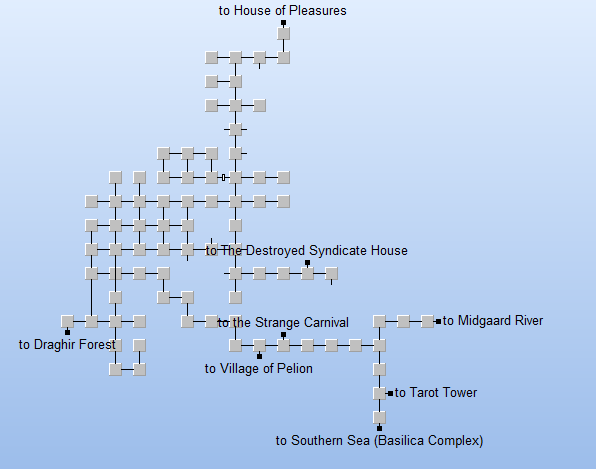 to House of Pleasures
to The Destroyed Syndicate House
to the Strange Carnival
to Midgaard River
to Draghir Forest
to Village of Pelion
to Tarot Tower
to Southern Sea (Basilica Complex)